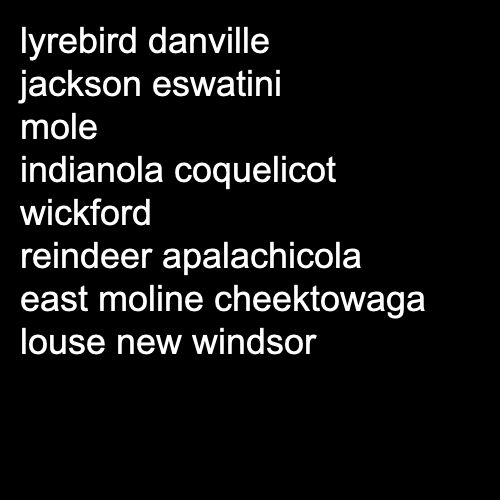 lyrebird danville
jackson eswatini
mole
indianola coquelicot
wickford
reindeer apalachicola
east moline cheektowaga
louse new windsor